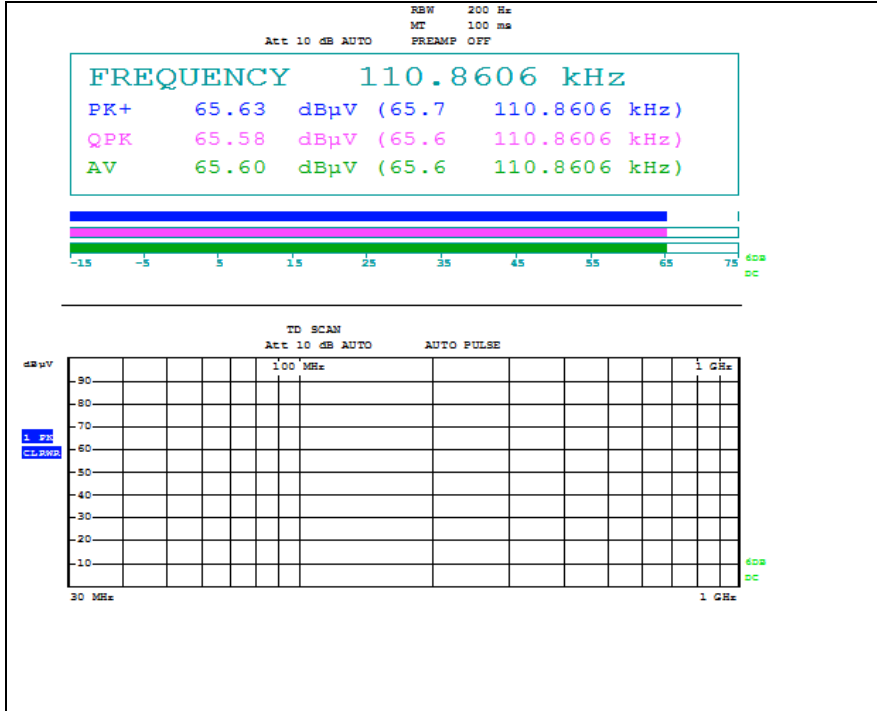 RBW 200 Hz
MT 100 ms
Att 10 dB AUTO PREAMP OFF
FREQUENCY 110.8606 kHz
PK+ 65.63 dBµV (65.7 110.8606 kHz)
QPK 65.58 dBµV (65.6 110.8606 kHz)
AV 65.60 dBµV (65.6 110.8606 kHz)
-15 -5 5 15 25 35 45 55 65 75
6DB
DC
TD SCAN
Att 10 dB AUTO AUTO PULSE
dBµV
100 MHz 1 GHz
90
80
70
1 PK
CLRWR
60
50
40
30
20
10
6DB
DC
30 MHz 1 GHz